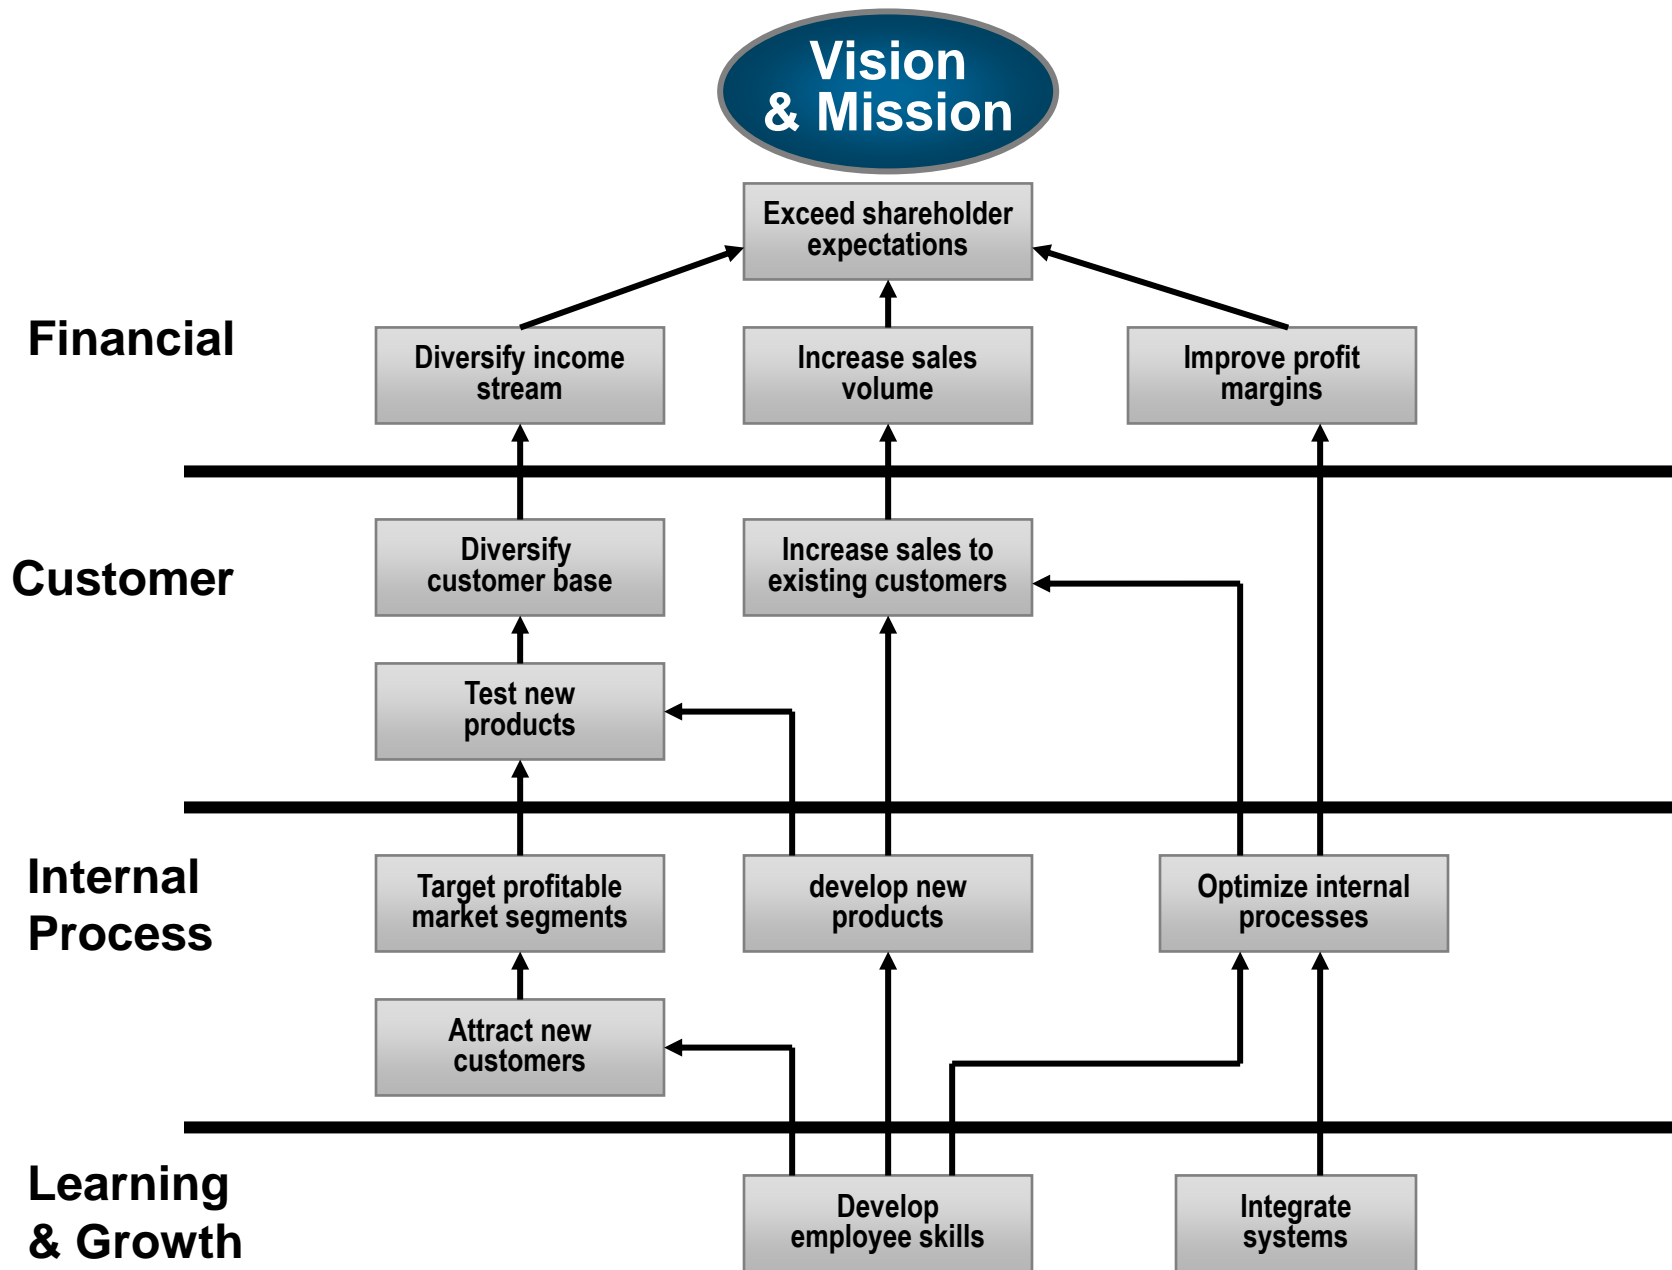 Vision
& Mission
Exceed shareholder
expectations
Financial
Diversify income
stream
Increase sales
volume
Improve profit
margins
Customer
Diversify
customer base
Increase sales to
existing customers
Test new
products
Internal
Process
Target profitable
market segments
develop new
products
Optimize internal
processes
Attract new
customers
Learning
& Growth
Develop
employee skills
Integrate
systems